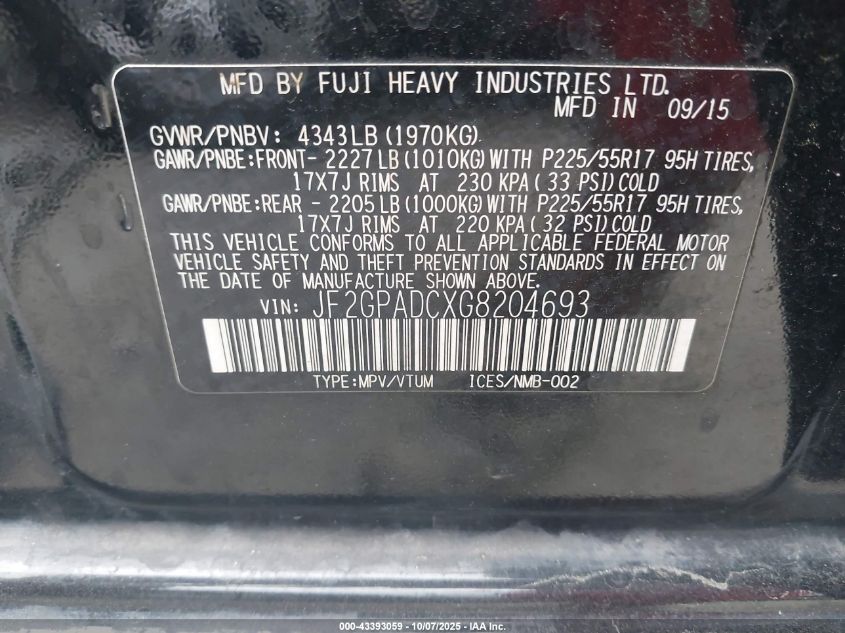 MFD BY FUJI HEAVY INDUSTRIES LTD.
MFD IN 09/15
GVWR/PNBV: 4343LB (1970KG)
GAWR/PNBE:FRONT- 2227LB (1010KG) WITH P225/55R17 95H TIRES,
17X7J RIMS AT 230 KPA ( 33 PSI) COLD
GAWR/PNBE:REAR - 2205LB (1000KG) WITH P225/55R17 95H TIRES,
17X7J RIMS AT 220 KPA ( 32 PSI) COLD
THIS VEHICLE CONFORMS TO ALL APPLICABLE FEDERAL MOTOR
VEHICLE SAFETY AND THEFT PREVENTION STANDARDS IN EFFECT ON
THE DATE OF MANUFACTURE SHOWN ABOVE.
VIN: JF2GPADCXG8204693
TYPE:MPV/VTUM ICES/NMB-002
000-43393059 - 10/07/2025 - IAA Inc.